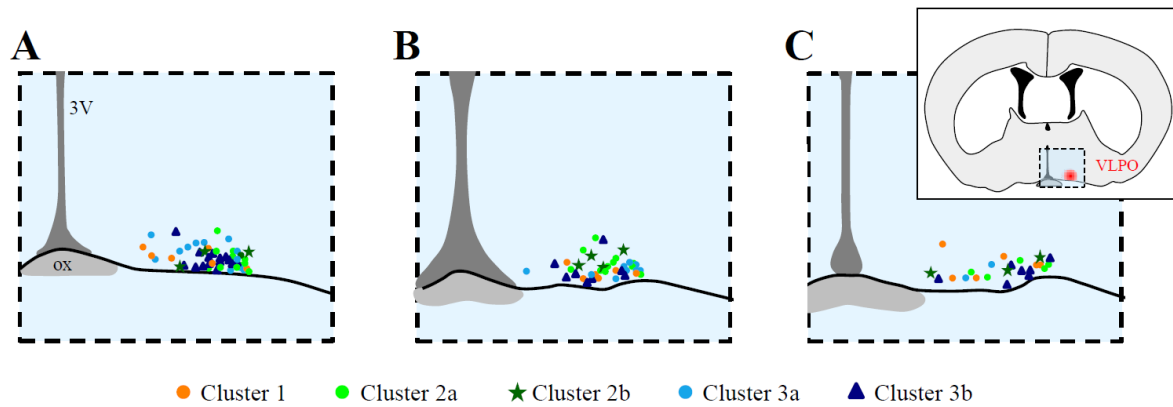 A
B
C
3V
VLPO
ox
Cluster 1
Cluster 2a
Cluster 2b
Cluster 3a
Cluster 3b